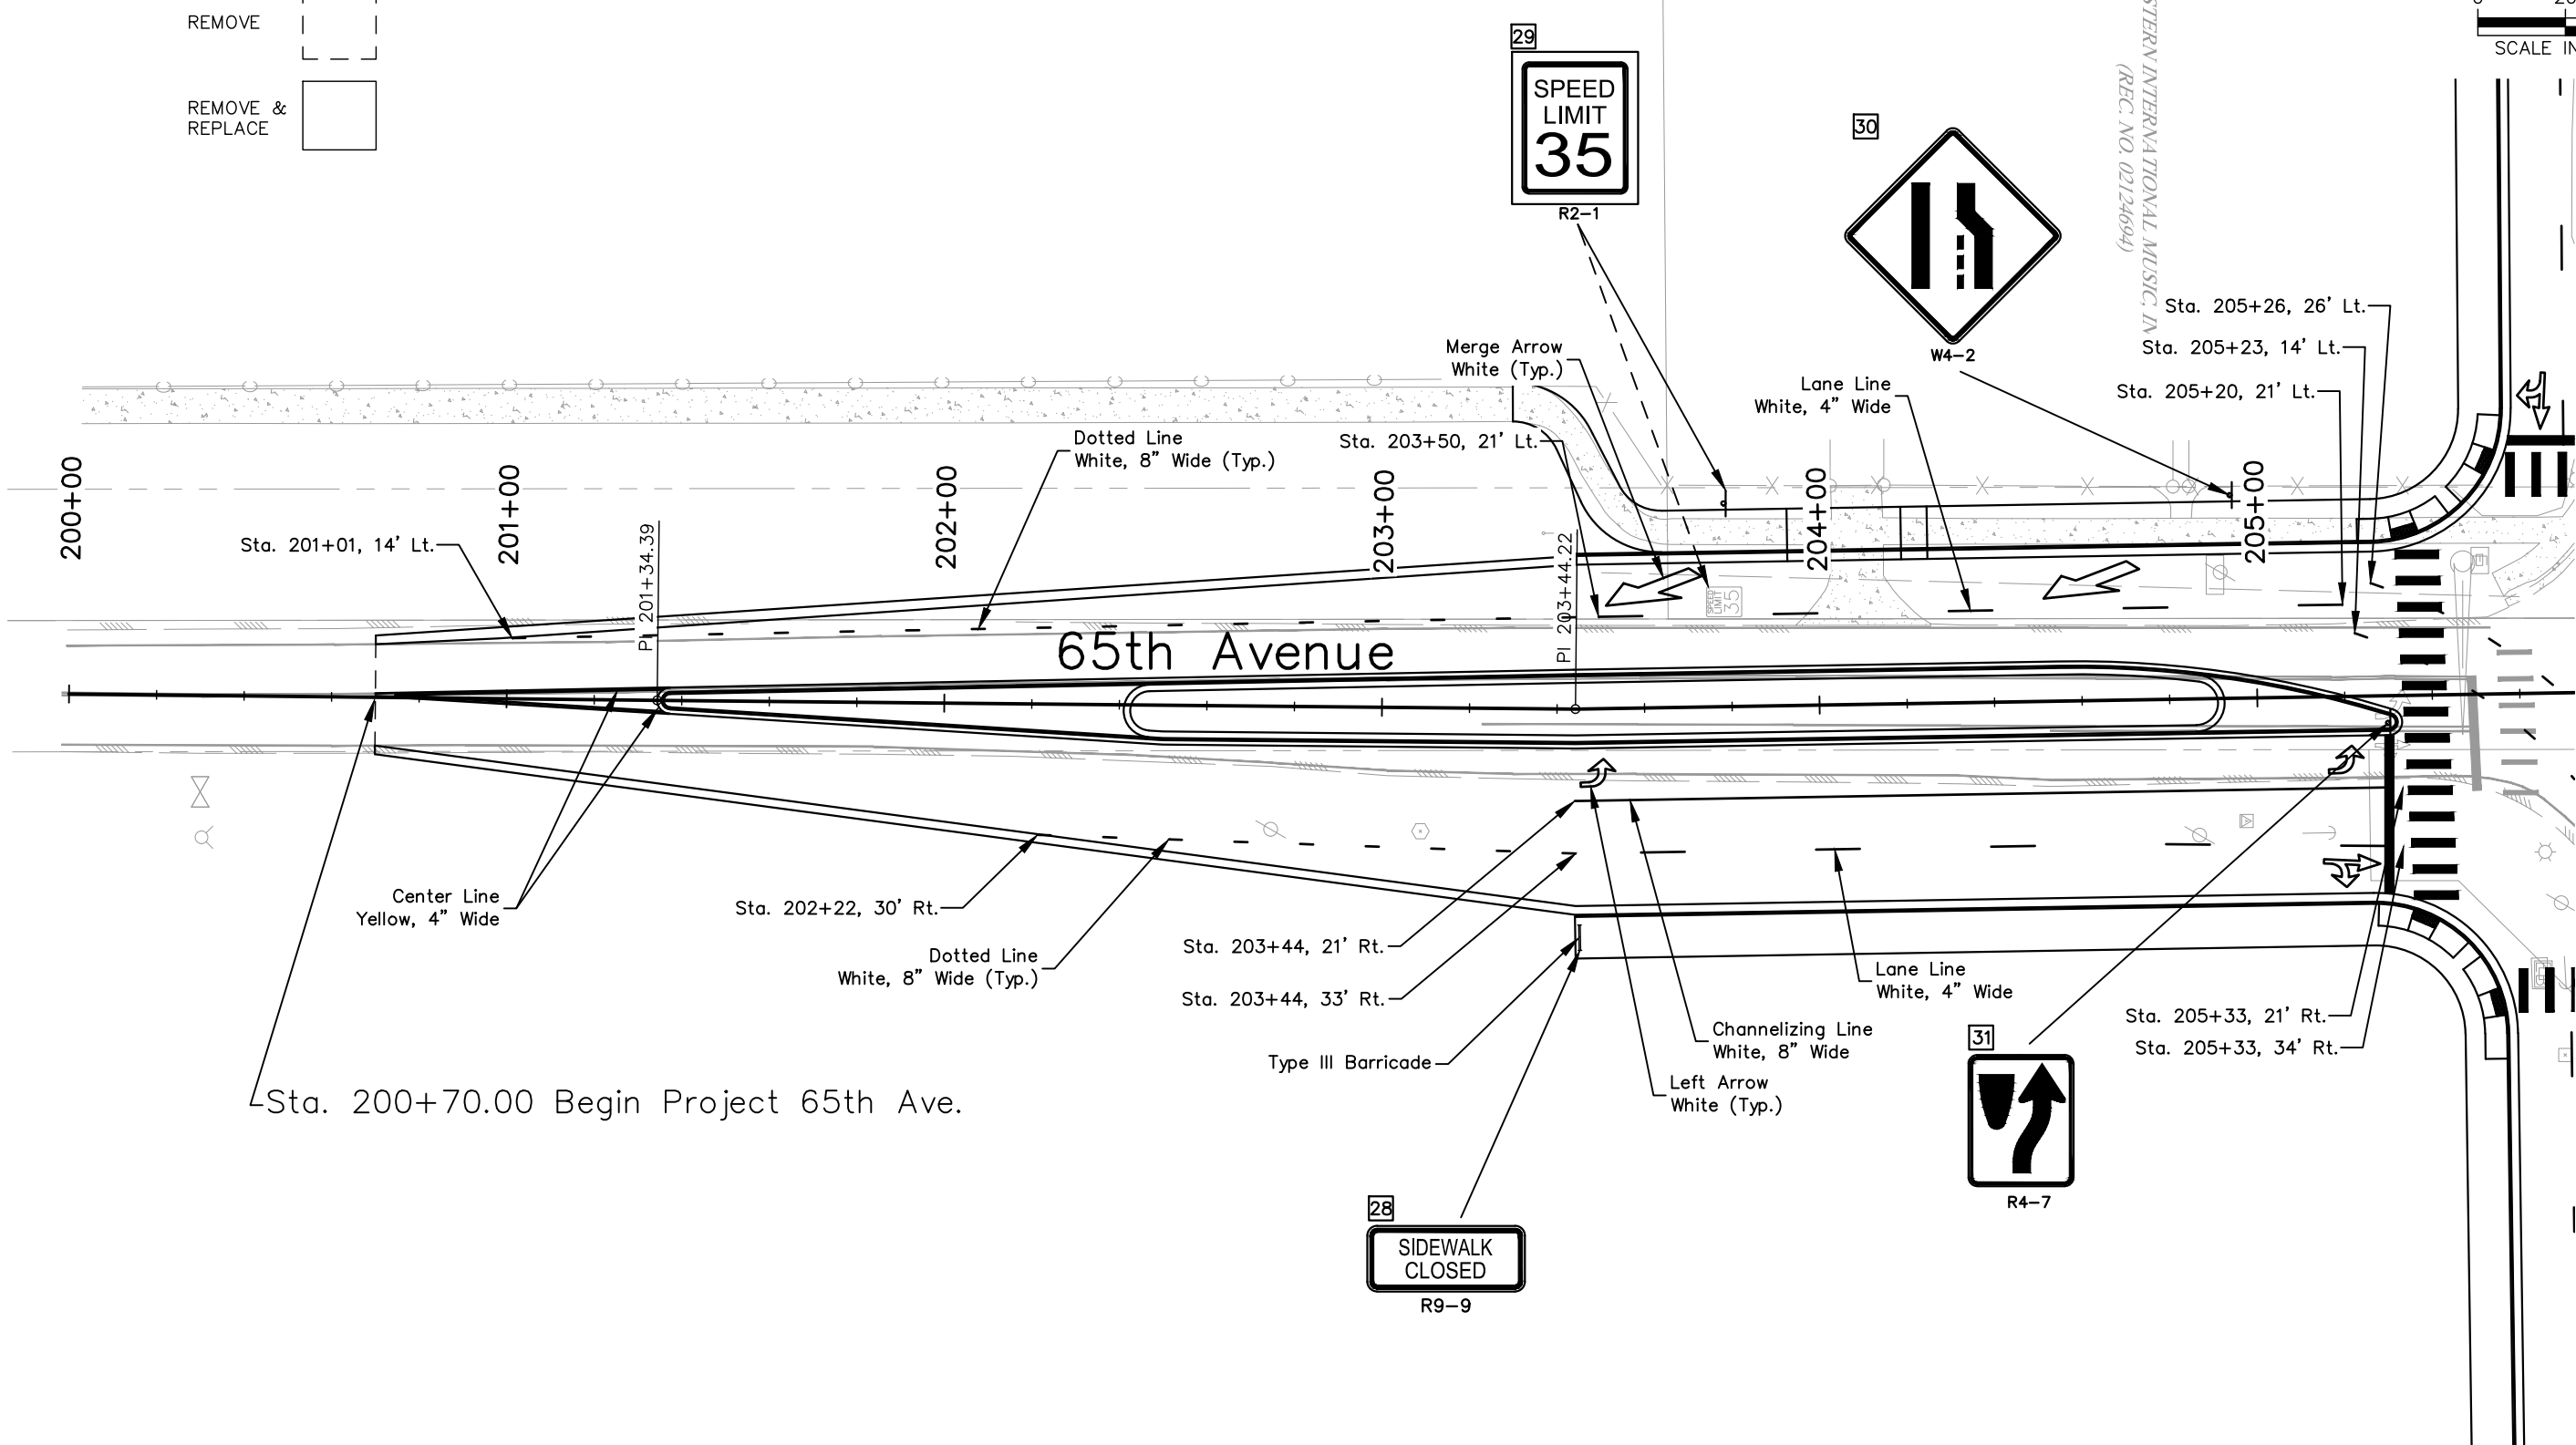 REMOVE
REMOVE &
REPLACE
29
SPEED
LIMIT
35
R2-1
30
W4-2
(REC. NO. 02124694)
SCALE IN
Sta. 205+26, 26' Lt.
Sta. 205+23, 14' Lt.
Sta. 205+20, 21' Lt.
Merge Arrow
White (Typ.)
Lane Line
White, 4" Wide
Dotted Line
White, 8" Wide (Typ.)
Sta. 203+50, 21' Lt.
200+00
201+00
202+00
203+00
204+00
205+00
Sta. 201+01, 14' Lt.
PI 201+34.39
PI 203+44.22
SPEED
LIMIT
35
65th Avenue
Center Line
Yellow, 4" Wide
Sta. 202+22, 30' Rt.
Dotted Line
White, 8" Wide (Typ.)
Sta. 203+44, 21' Rt.
Sta. 203+44, 33' Rt.
Lane Line
White, 4" Wide
Type III Barricade
Channelizing Line
White, 8" Wide
Left Arrow
White (Typ.)
Sta. 205+33, 21' Rt.
Sta. 205+33, 34' Rt.
31
R4-7
Sta. 200+70.00 Begin Project 65th Ave.
28
SIDEWALK
CLOSED
R9-9